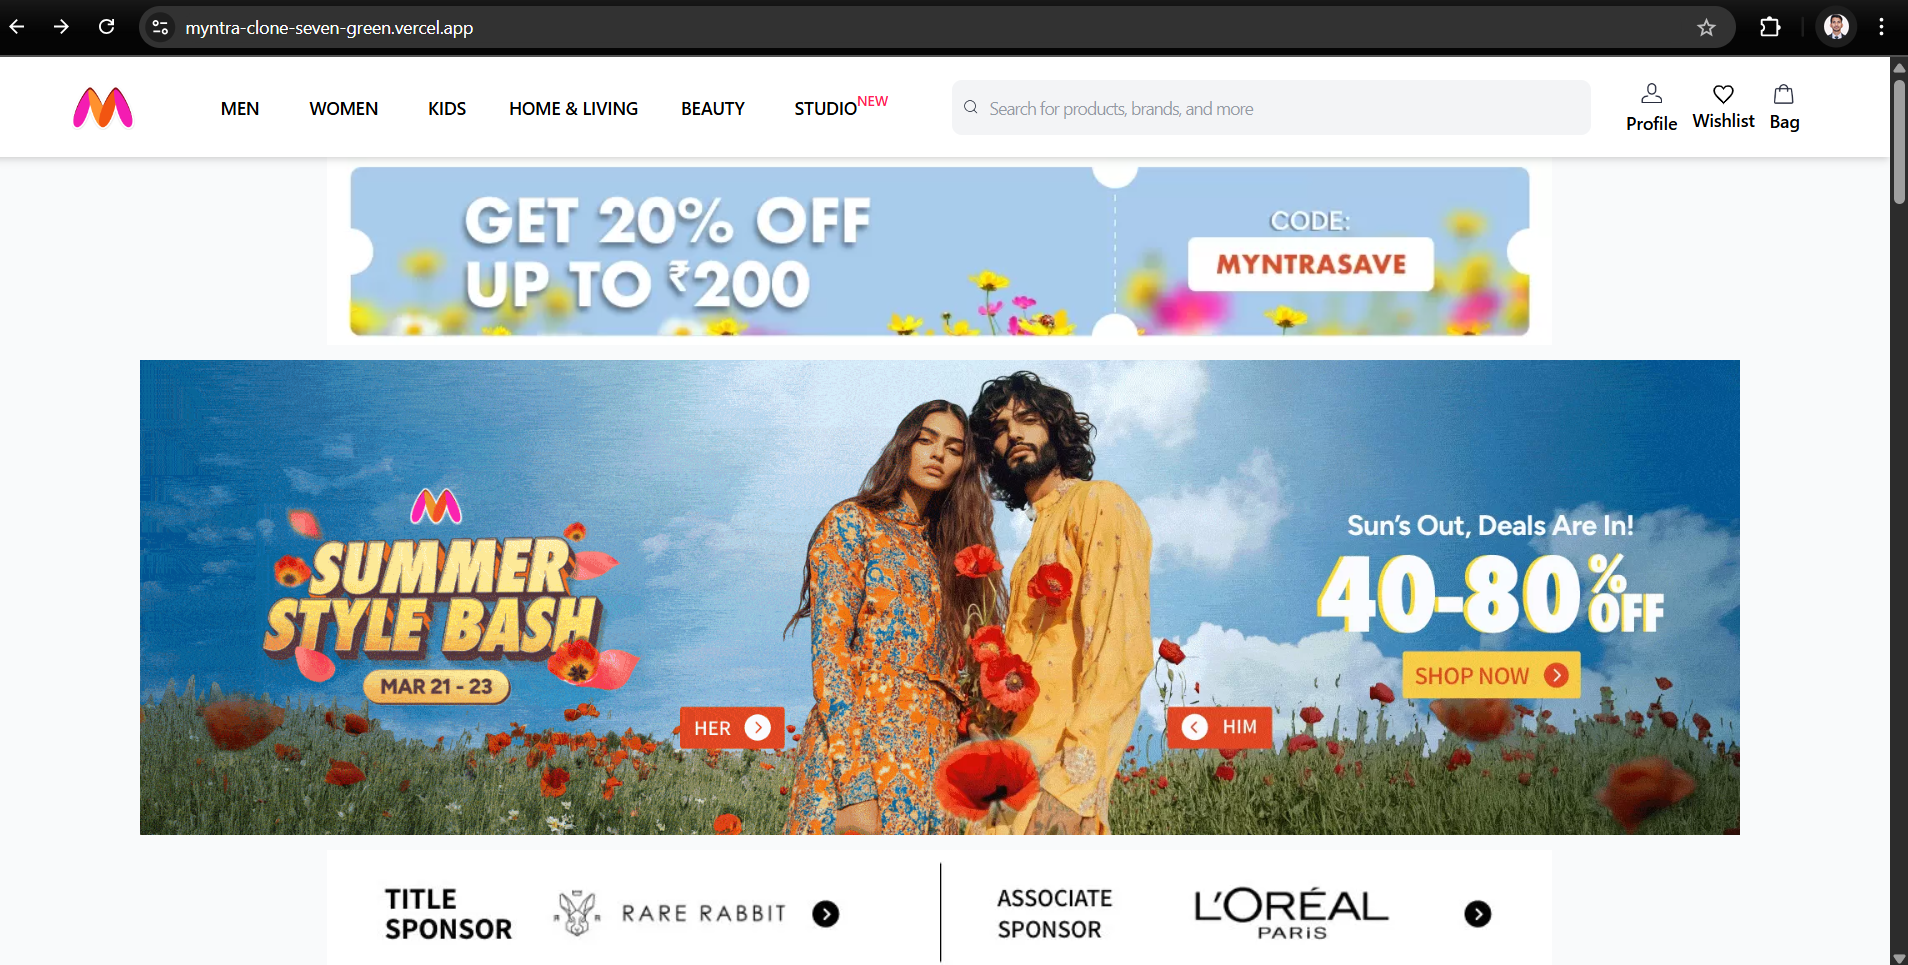 myntra-clone-seven-green.vercel.app
MEN WOMEN KIDS HOME & LIVING BEAUTY STUDIO NEW
Search for products, brands, and more
Profile Wishlist Bag
GET 20% OFF
UP TO ₹200
CODE:
MYNTRASAVE
SUMMER
STYLE BASH
MAR 21 - 23
HER
HIM
Sun's Out, Deals Are In!
40-80% OFF
SHOP NOW
TITLE
SPONSOR
RARE RABBIT
ASSOCIATE
SPONSOR
L'ORÉAL
PARiS